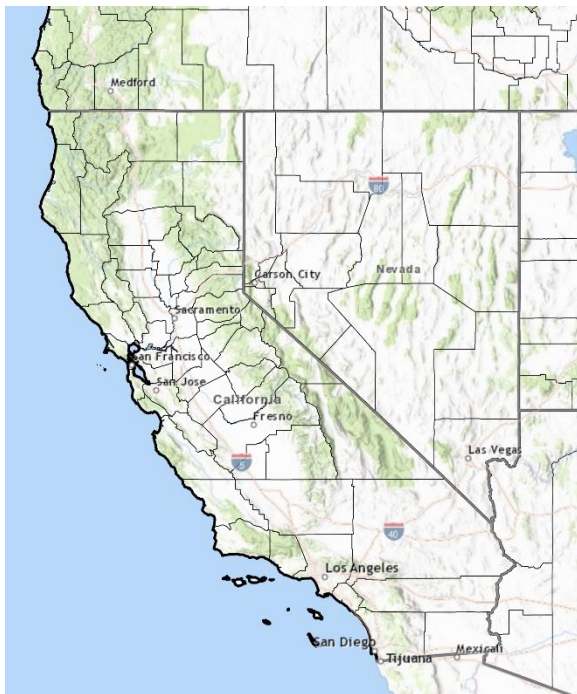 Medford
80
Carson City
Nevada
Sacramento
San Francisco
San Jose
California
Fresno
Las Vegas
5
40
Los Angeles
San Diego
Tijuana
Mexicali